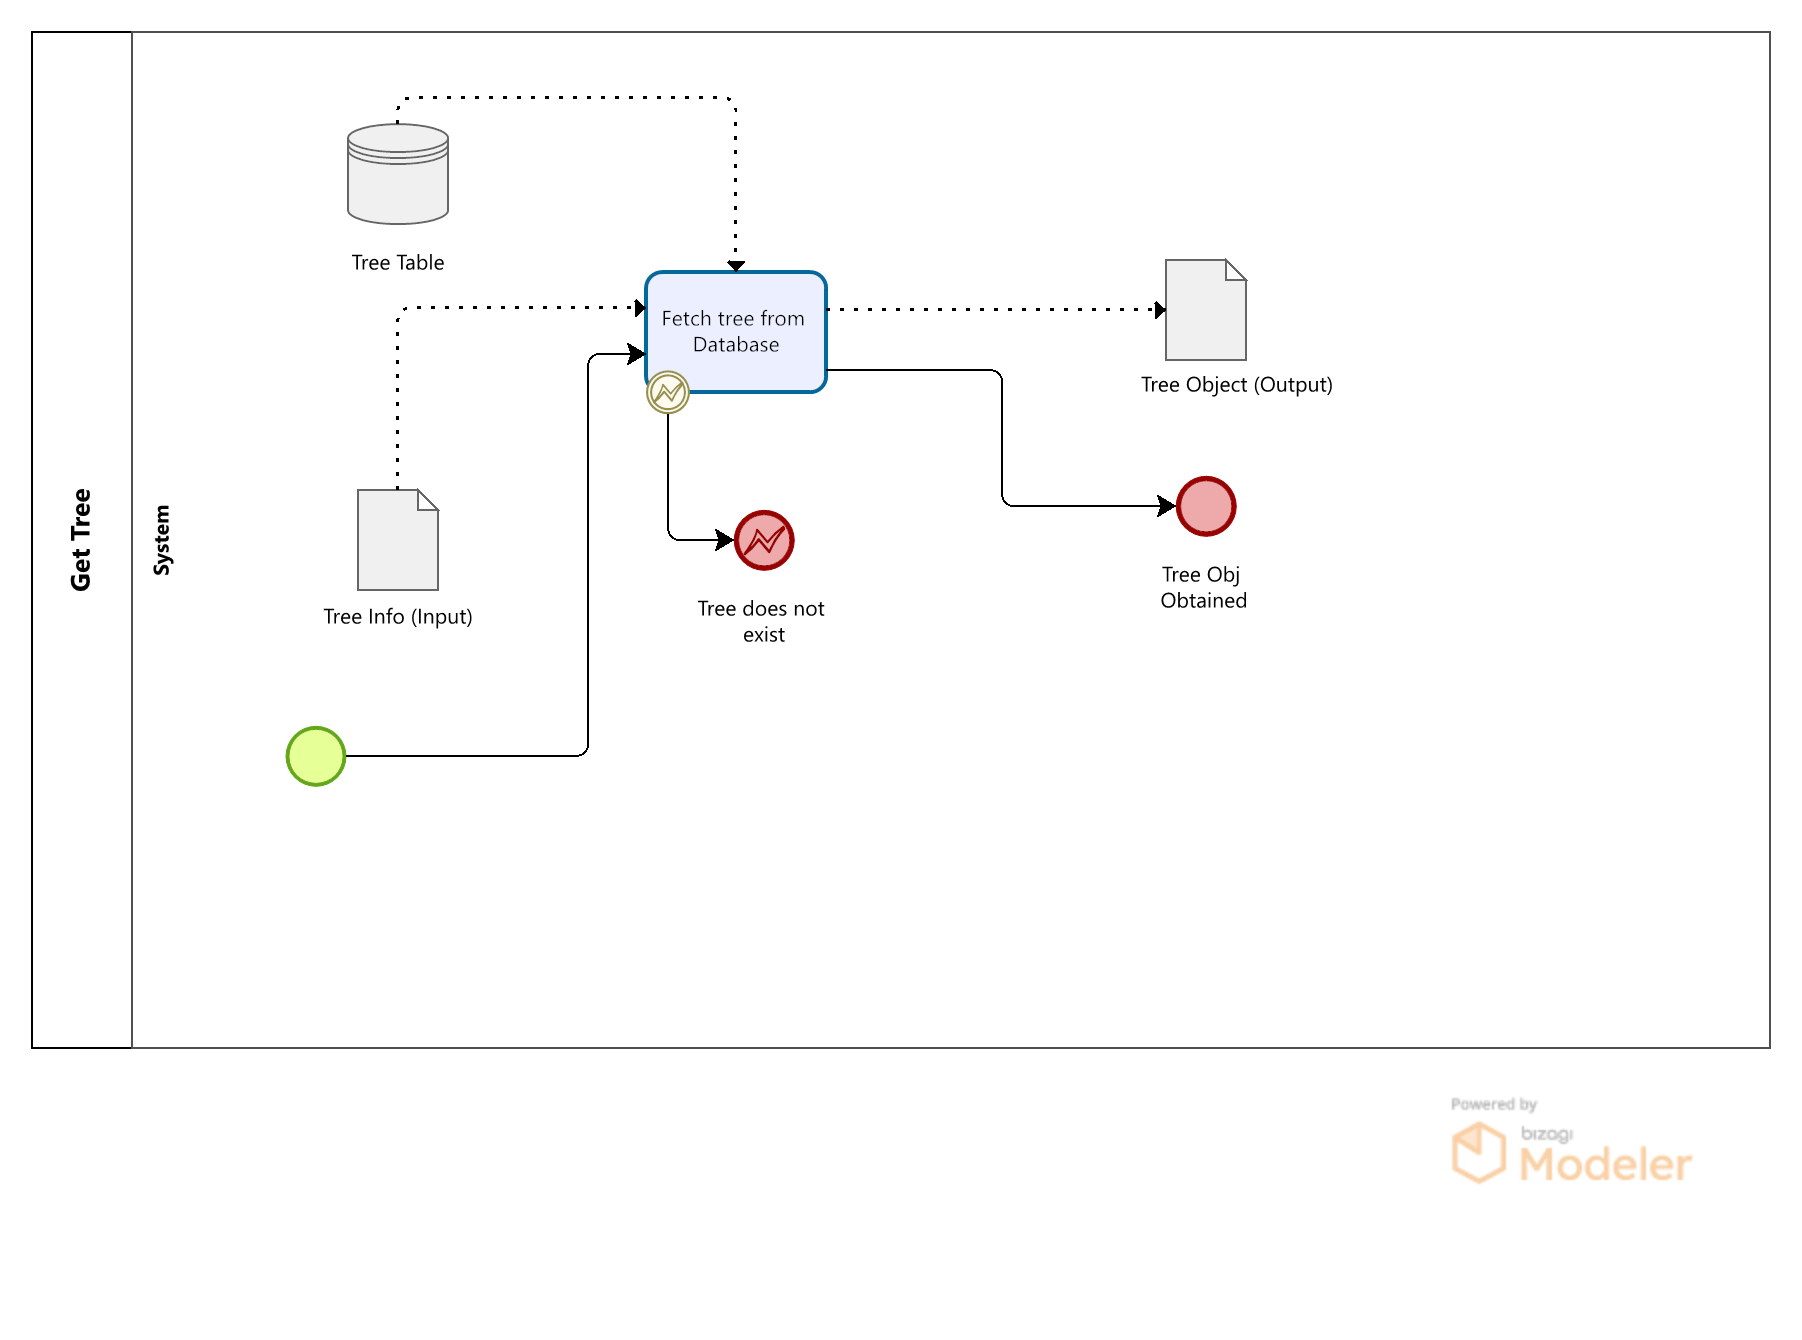 Get Tree
System
Tree Table
Fetch tree from
Database
Tree Object (Output)
Tree Info (Input)
Tree does not
exist
Tree Obj
Obtained
Powered by
bizagi
Modeler